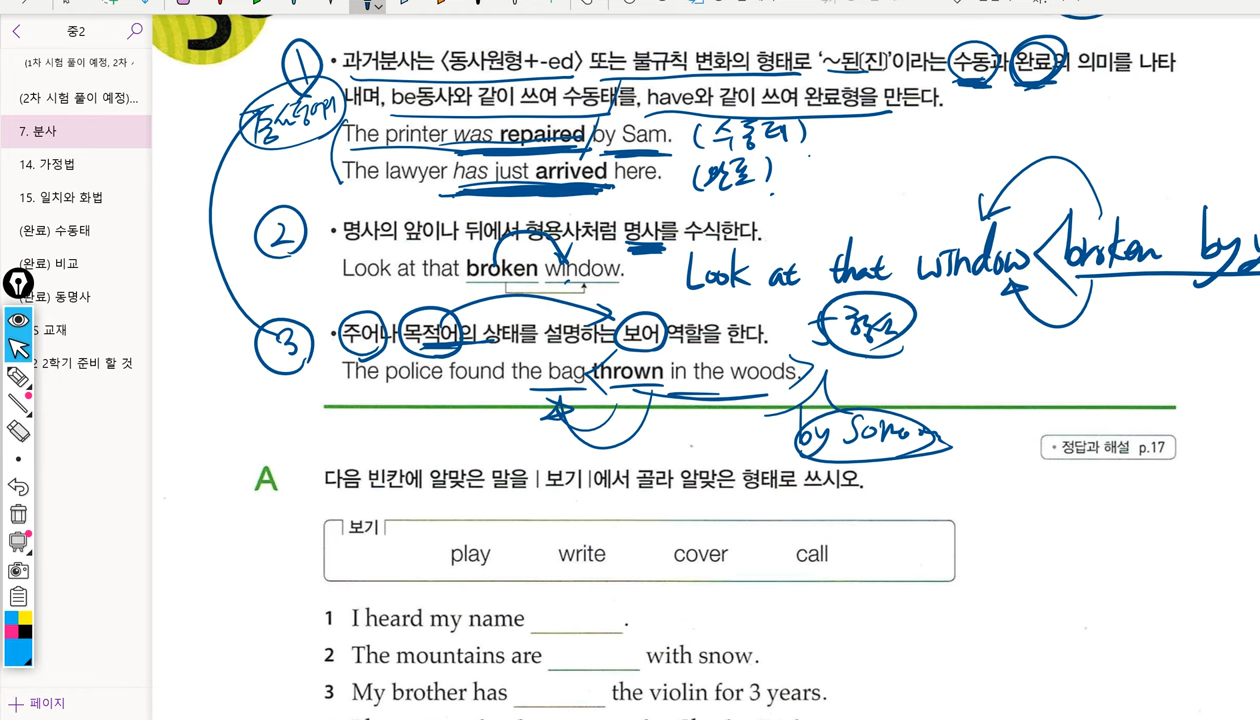 중2
(1차 시험 풀이 예정, 2차 시
(2차 시험 풀이 예정)...
7. 분사
14. 가정법
15. 일치와 화법
(완료) 수동태
(완료) 비교
완료) 동명사
S 교재
2 2학기 준비 할 것
페이지
①
• 과거분사는 〈동사원형+-ed〉 또는 불규칙 변화의 형태로 ‘~된[진]’이라는 수동과 완료의 의미를 나타
내며, be동사와 같이 쓰여 수동태를, have와 같이 쓰여 완료형을 만든다.
The printer was repaired by Sam. (수동태)
The lawyer has just arrived here. (완료)
②
• 명사의 앞이나 뒤에서 형용사처럼 명사를 수식한다.
Look at that broken window.
Look at that window broken by
③
• 주어나 목적어의 상태를 설명하는 보어 역할을 한다.
The police found the bag thrown in the woods.
• 정답과 해설 p.17
A 다음 빈칸에 알맞은 말을 | 보기 |에서 골라 알맞은 형태로 쓰시오.
보기
play write cover call
1 I heard my name ________.
2 The mountains are ________ with snow.
3 My brother has ________ the violin for 3 years.